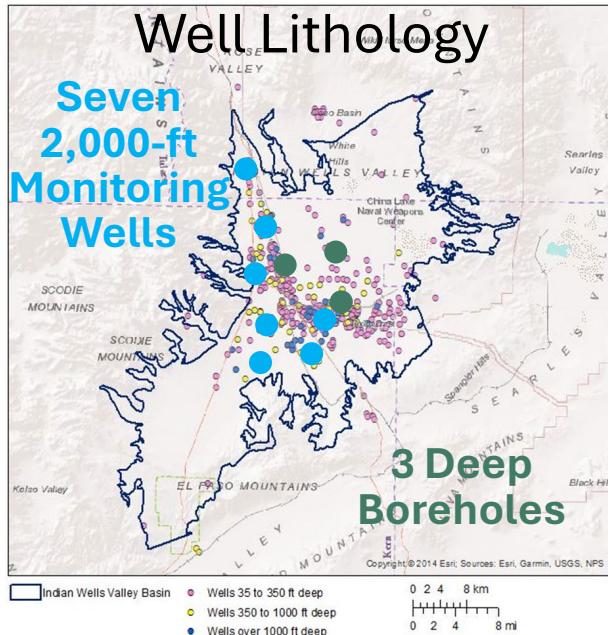 Well Lithology
ROSE
VALLEY
Seven
2,000-ft
Monitoring
Wells
Coso Basin
White
Hills
N WELLS VALLEY
China Lake
Naval Weapons
Center
Searles
Valley
SCODIE
MOUNTAINS
SCODIE
MOUNTAINS
Spangler Hills
SEARLES VALLEY
3 Deep
Boreholes
Kelso Valley
EL PASO MOUNTAINS
Black Hil
VALLEY
Kern
Copyright © 2014 Esri; Sources: Esri, Garmin, USGS, NPS
Indian Wells Valley Basin
Wells 35 to 350 ft deep
Wells 350 to 1000 ft deep
Wells over 1000 ft deep
0 2 4 8 km
0 2 4 8 mi